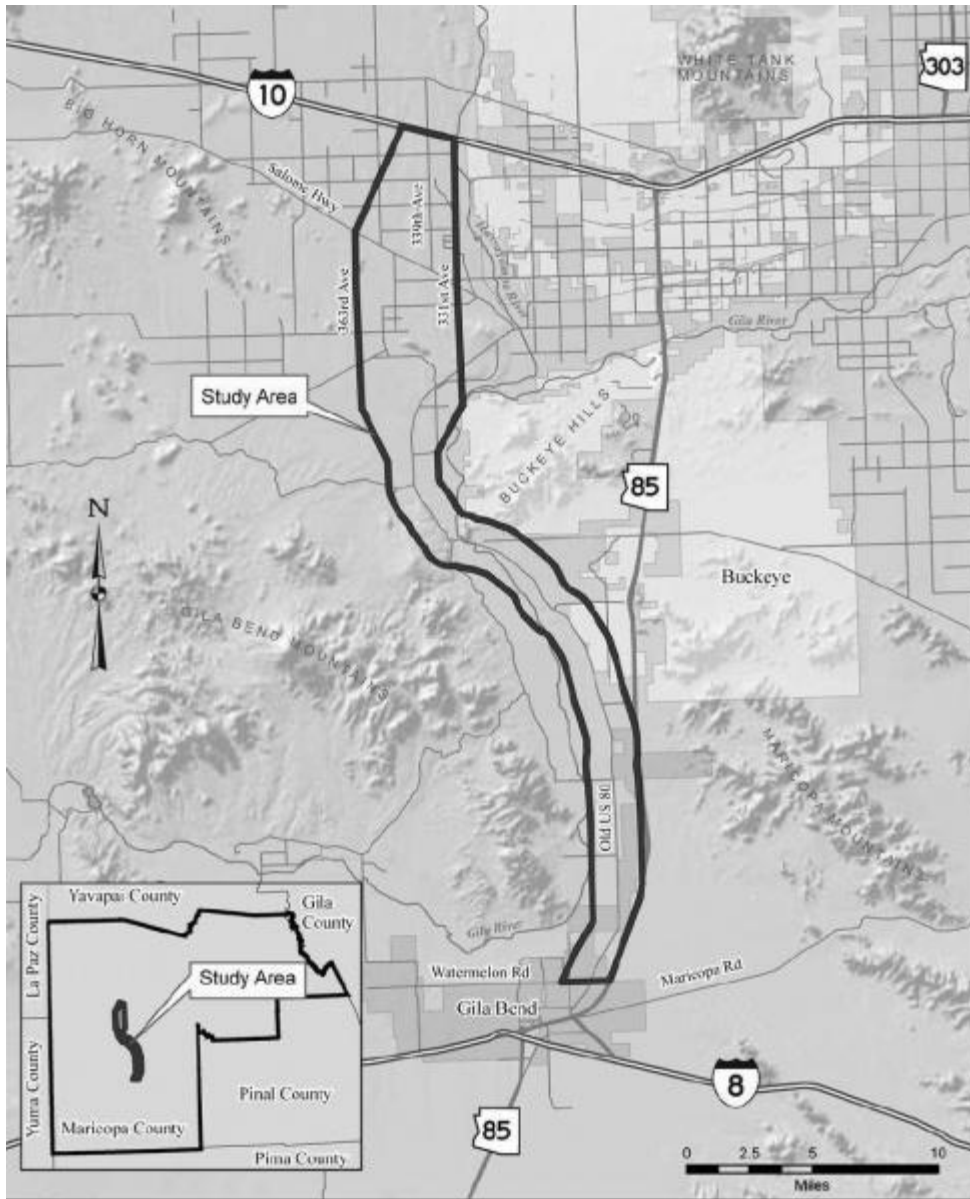 WHITE TANK
MOUNTAINS
303
10
BIG HORN MOUNTAINS
Salome Hwy
339th Ave
Hassayampa River
363rd Ave
331st Ave
Gila River
Study Area
BUCKEYE HILLS
85
N
Buckeye
GILA BEND MOUNTAINS
MARICOPA MOUNTAINS
Old US 80
Gila River
Watermelon Rd
Maricopa Rd
Gila Bend
8
85
0 2.5 5 10
Miles
Yavapai County
Gila
County
La Paz County
Study Area
Yuma County
Pinal County
Maricopa County
Pima County